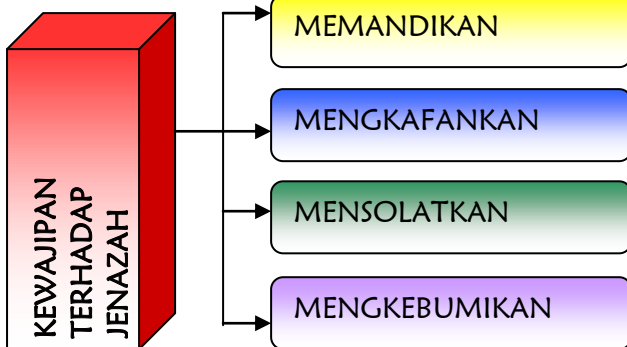 KEWAJIPAN
TERHADAP
JENAZAH
MEMANDIKAN
MENGKAFANKAN
MENSOLATKAN
MENGKEBUMIKAN